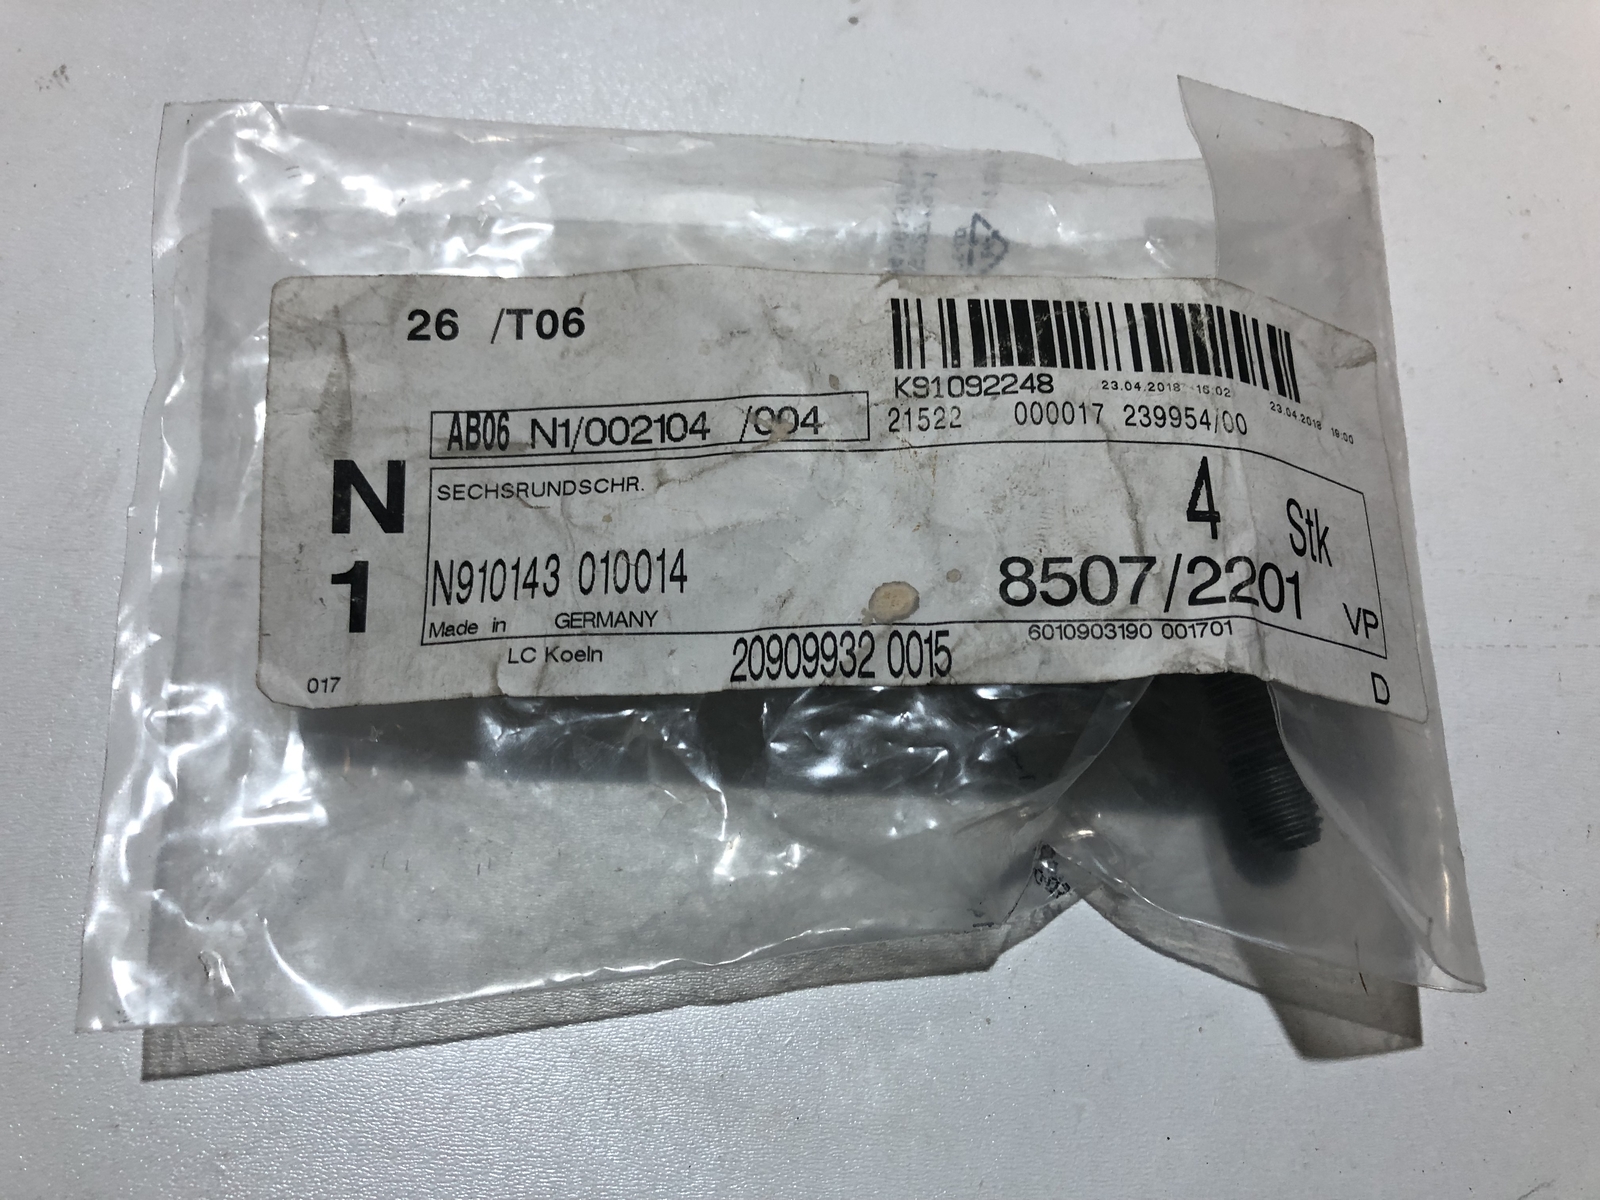 26 /T06
K91092248 23.04.2018 16:02
23.04.2018 19:00
21522 000017 239954/00
AB06 N1/002104 /004
N
1
SECHSRUNDSCHR.
4 Stk
N910143 010014
8507/2201 VP
Made in GERMANY
6010903190 001701
LC Koeln
20909932 0015
017
D